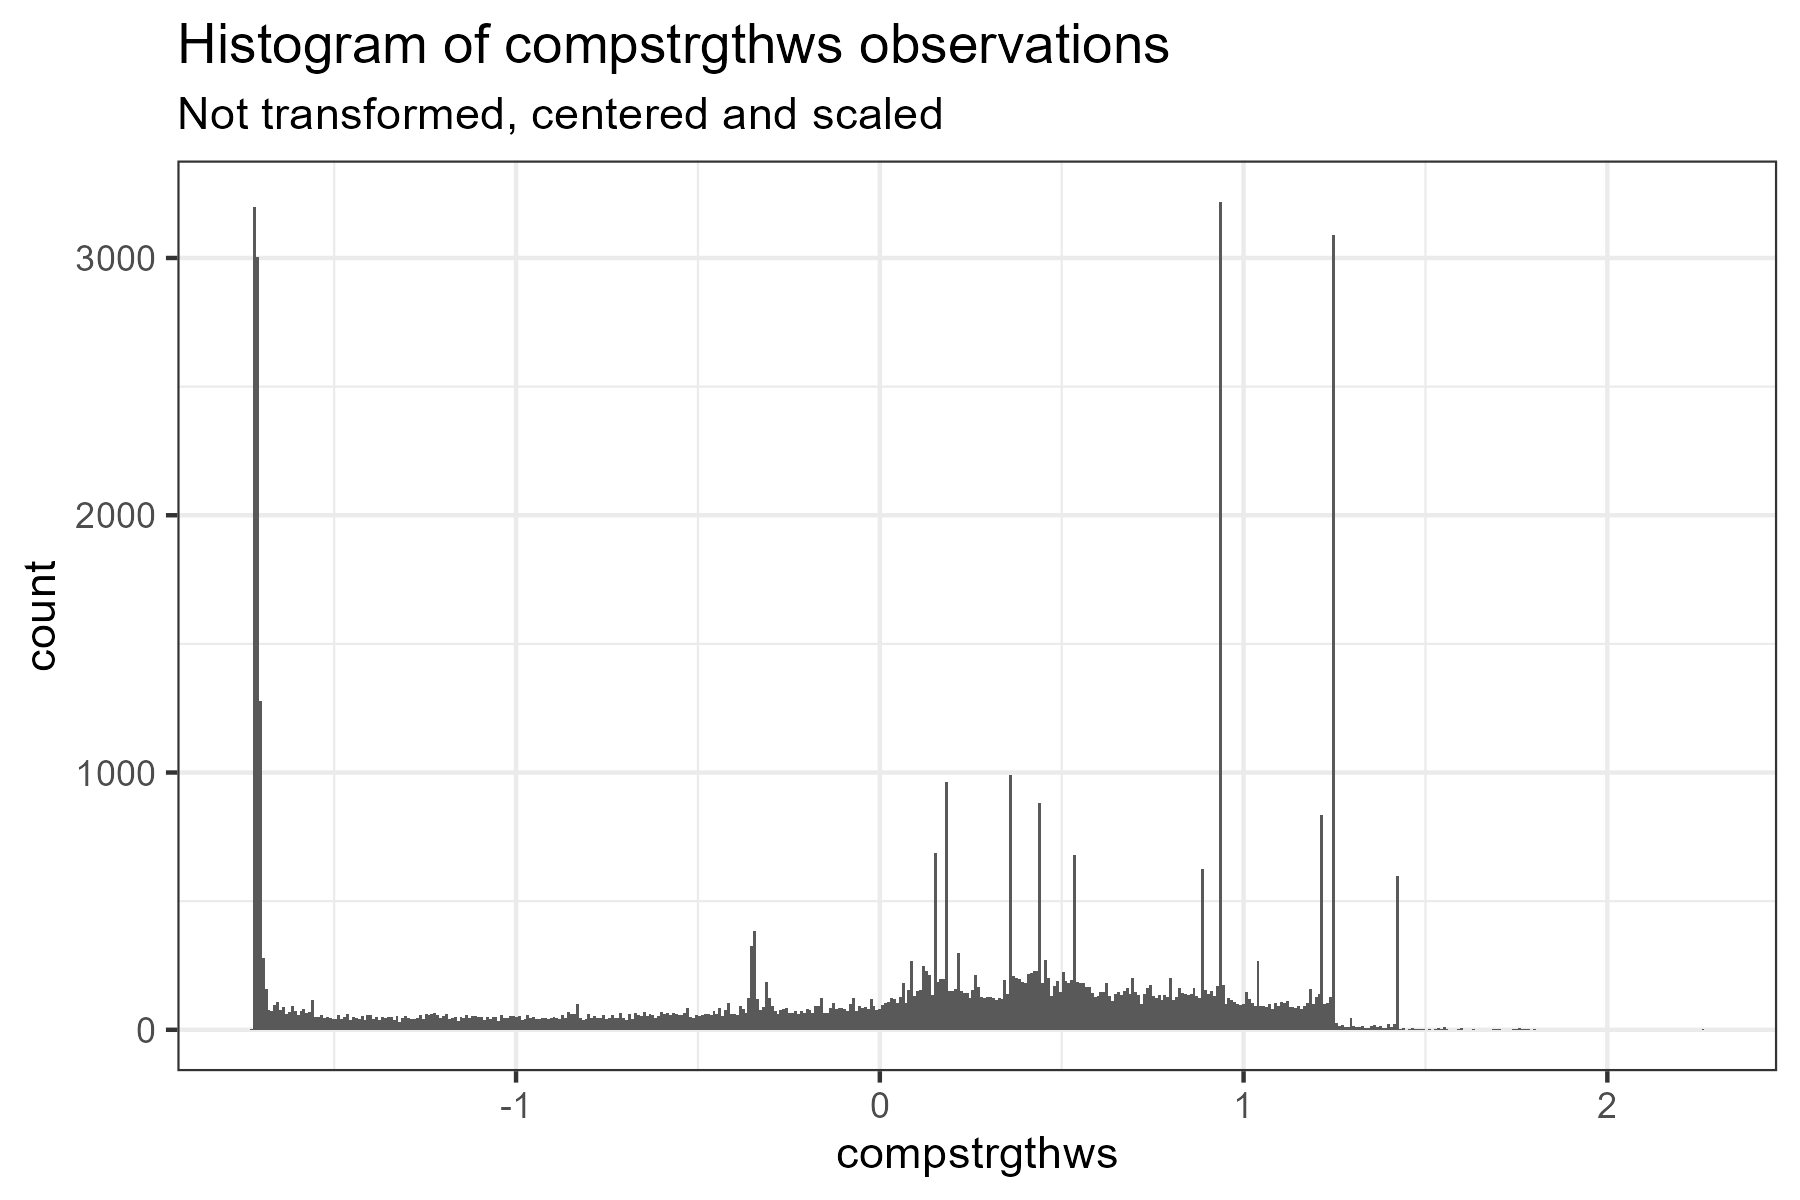 Histogram of compstrgthws observations
Not transformed, centered and scaled
3000
2000
1000
0
count
-1 0 1 2
compstrgthws